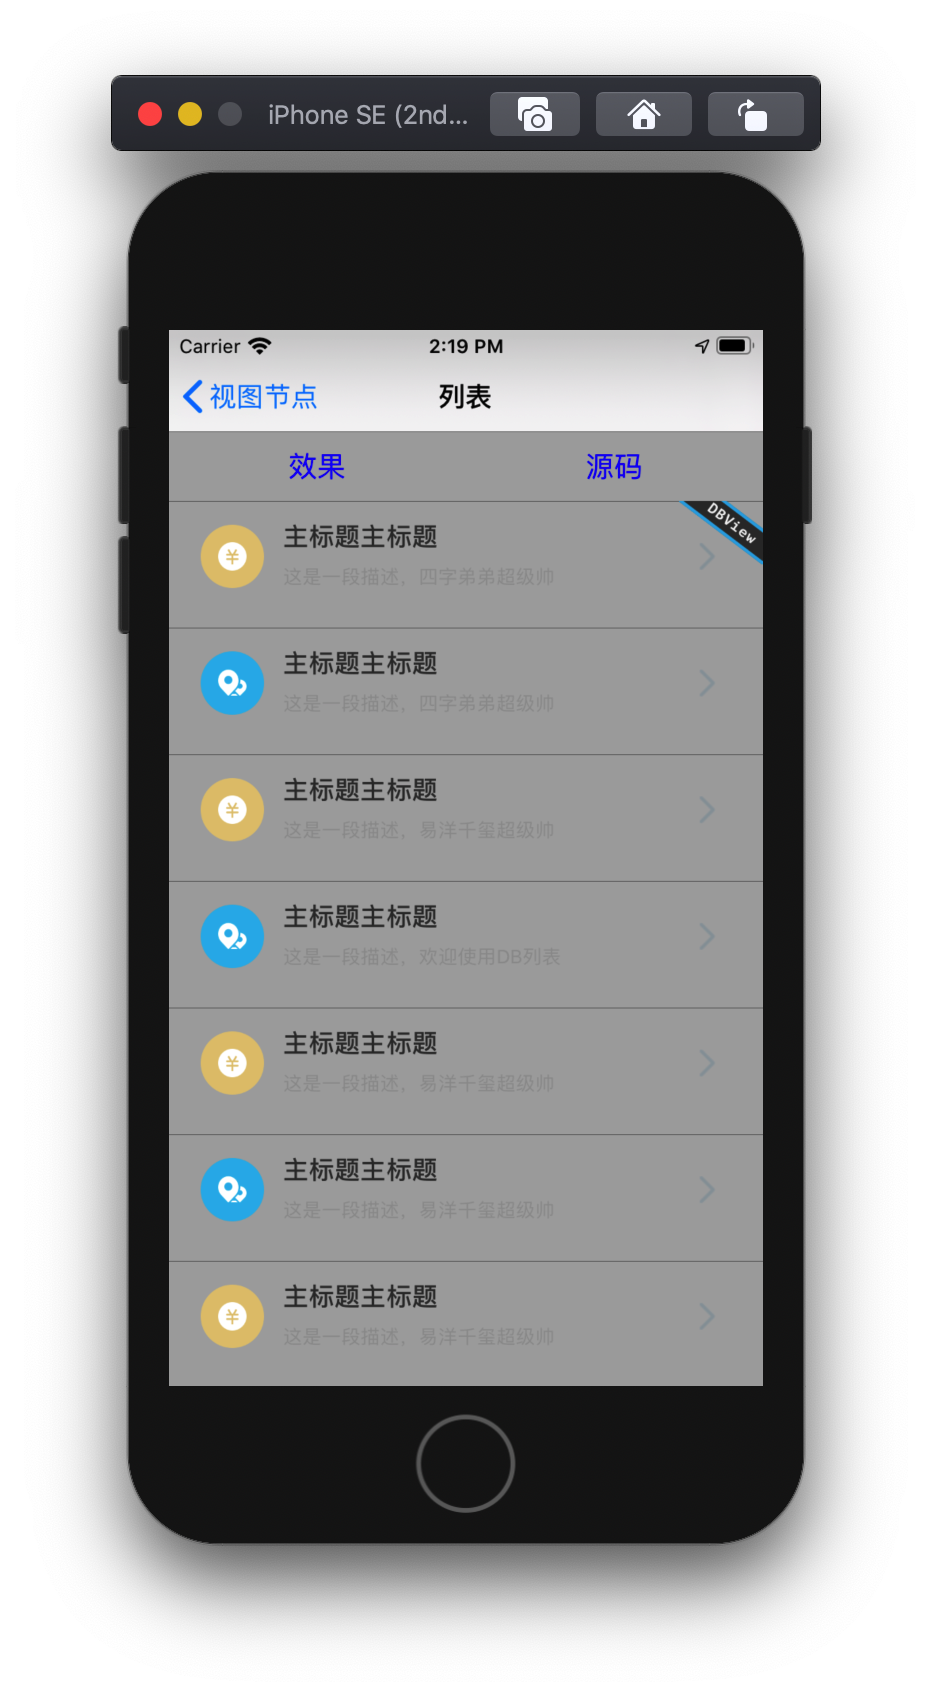 iPhone SE (2nd...
Carrier 2:19 PM
视图节点 列表
效果 源码
DBView
主标题主标题
这是一段描述，四字弟弟超级帅
主标题主标题
这是一段描述，四字弟弟超级帅
主标题主标题
这是一段描述，易洋千玺超级帅
主标题主标题
这是一段描述，欢迎使用DB列表
主标题主标题
这是一段描述，易洋千玺超级帅
主标题主标题
这是一段描述，易洋千玺超级帅
主标题主标题
这是一段描述，易洋千玺超级帅